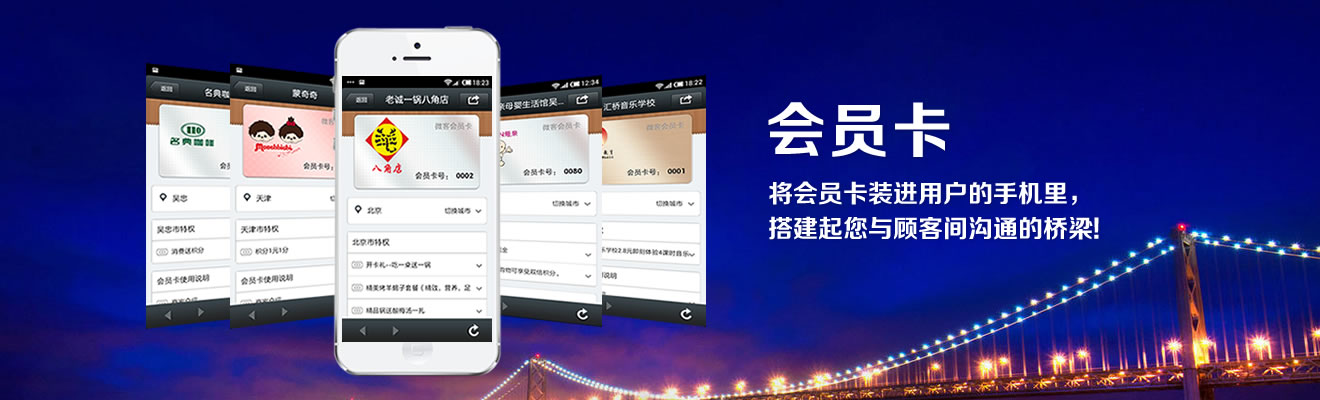 返回
名典咖
名典咖啡
会员
吴忠
吴忠市特权
消费送积分
会员卡使用说明
返回
蒙奇奇
Monchhichi
会员卡号:
天津
天津市特权
积分1元1分
会员卡使用说明
18:23
返回
老诚一锅八角店
微客会员卡
八角店
会员卡号: 0002
北京
切换城市
北京市特权
开卡礼--吃一桌送一锅
精美烤羊蝎子套餐(精致、营养、足
精品锅送酸梅汤一扎
12:34
亲母婴生活馆吴...
微客会员卡
会员卡号: 0080
切换城市
物可享受双倍积分。
18:22
汇桥音乐学校
微客会员卡
会员卡号: 0001
切换城市
乐学校2.8元即刻体验4课时音乐
会员卡
将会员卡装进用户的手机里，
搭建起您与顾客间沟通的桥梁!